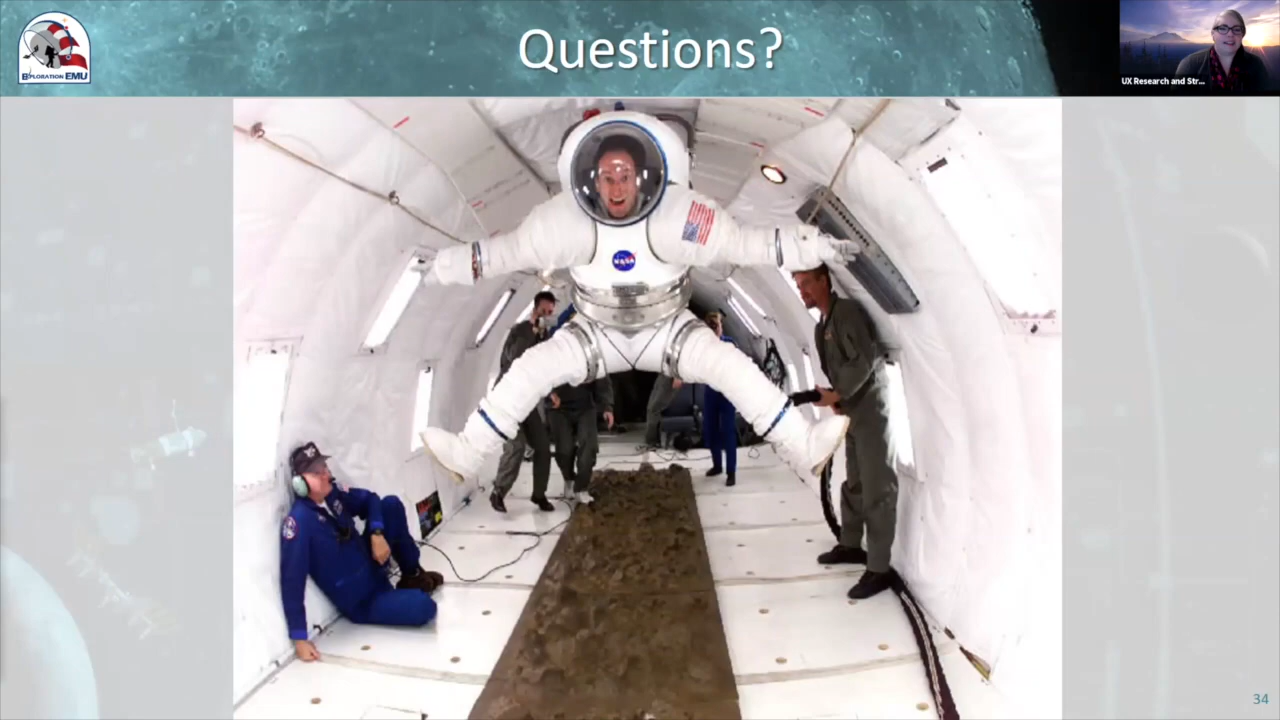 Questions?
EXPLORATION EMU
UX Research and Str...
NASA
34